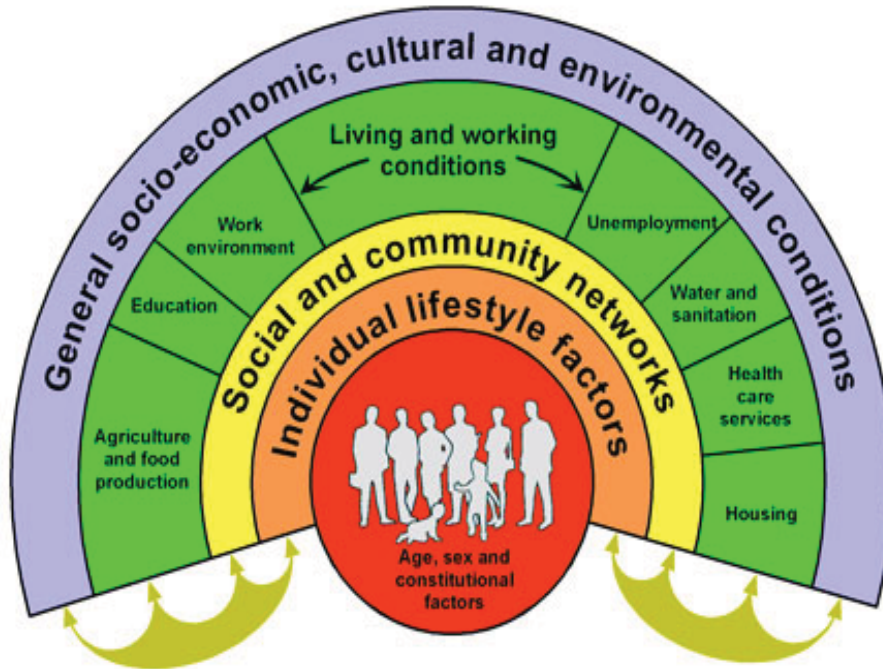 General socio-economic, cultural and environmental conditions
Living and working
conditions
Work
environment
Unemployment
Education
Water and
sanitation
Agriculture
and food
production
Health
care
services
Housing
Social and community networks
Individual lifestyle factors
Age, sex and
constitutional
factors